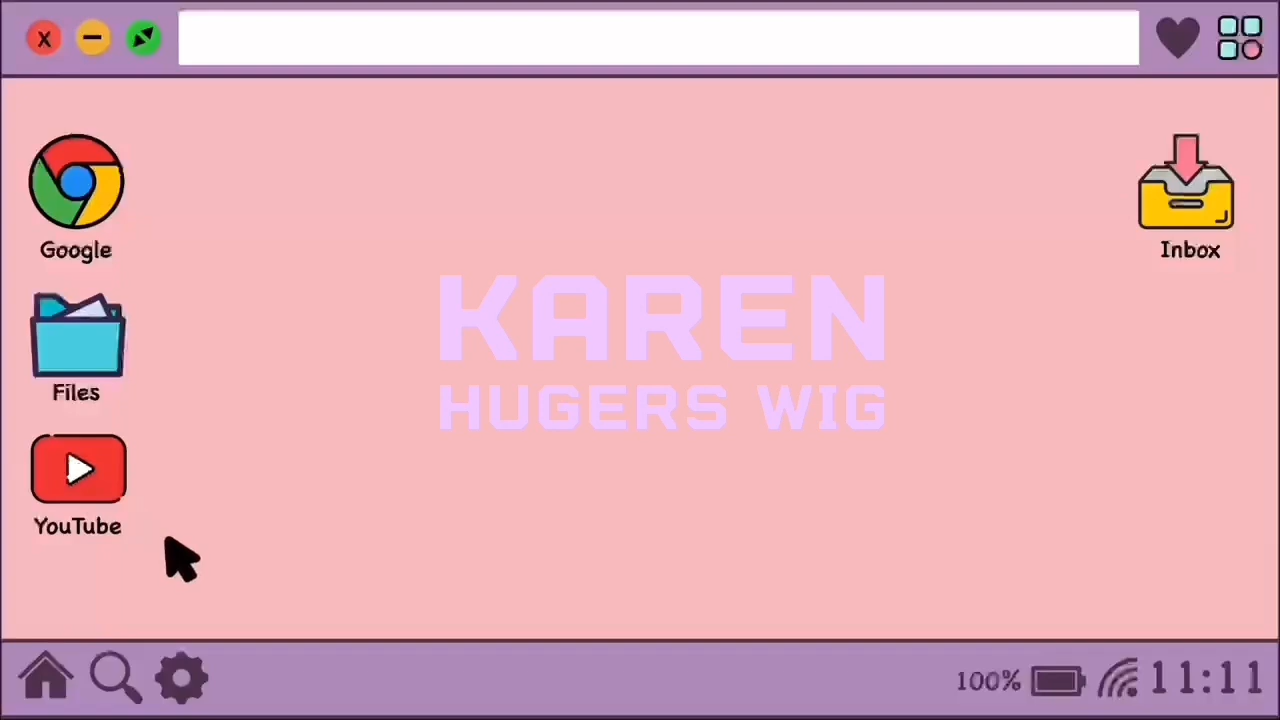 X
Google
Inbox
KAREN
HUGERS WIG
Files
YouTube
100%
11:11